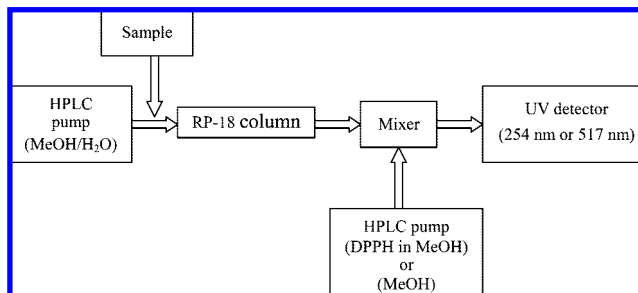 Sample
HPLC
pump
(MeOH/H₂O)
RP-18 column
Mixer
UV detector
(254 nm or 517 nm)
HPLC pump
(DPPH in MeOH)
or
(MeOH)